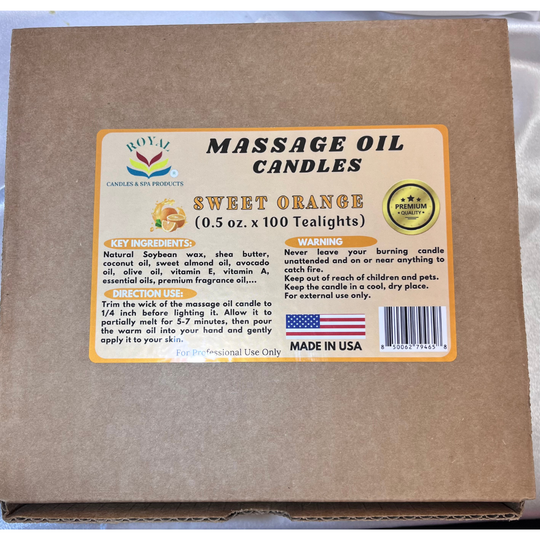 ROYAL
CANDLES & SPA PRODUCTS
MASSAGE OIL
CANDLES
SWEET ORANGE
(0.5 oz. x 100 Tealights)
PREMIUM
QUALITY
KEY INGREDIENTS:
Natural Soybean wax, shea butter,
coconut oil, sweet almond oil, avocado
oil, olive oil, vitamin E, vitamin A,
essential oils, premium fragrance oil,...
DIRECTION USE:
Trim the wick of the massage oil candle to
1/4 inch before lighting it. Allow it to
partially melt for 5-7 minutes, then pour
the warm oil into your hand and gently
apply it to your skin.
For Professional Use Only
WARNING
Never leave your burning candle
unattended and on or near anything to
catch fire.
Keep out of reach of children and pets.
Keep the candle in a cool, dry place.
For external use only.
MADE IN USA
8 50062 79465 8